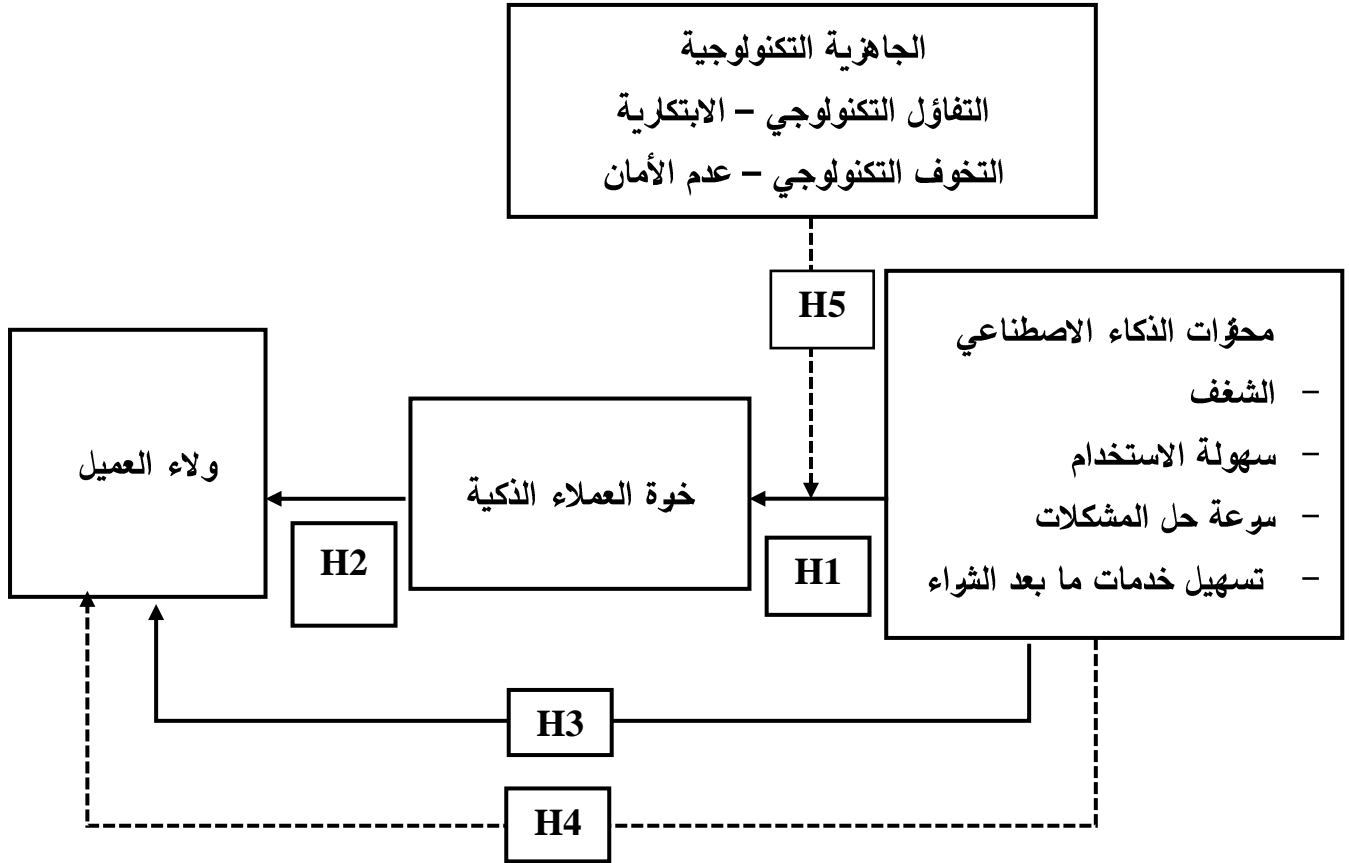 الجاهزية التكنولوجية
التفاؤل التكنولوجي – الابتكارية
التخوف التكنولوجي – عدم الأمان
H5
محفزات الذكاء الاصطناعي
- الشغف
- سهولة الاستخدام
- سرعة حل المشكلات
- تسهيل خدمات ما بعد الشراء
H1
خبرة العملاء الذكية
H2
ولاء العميل
H3
H4